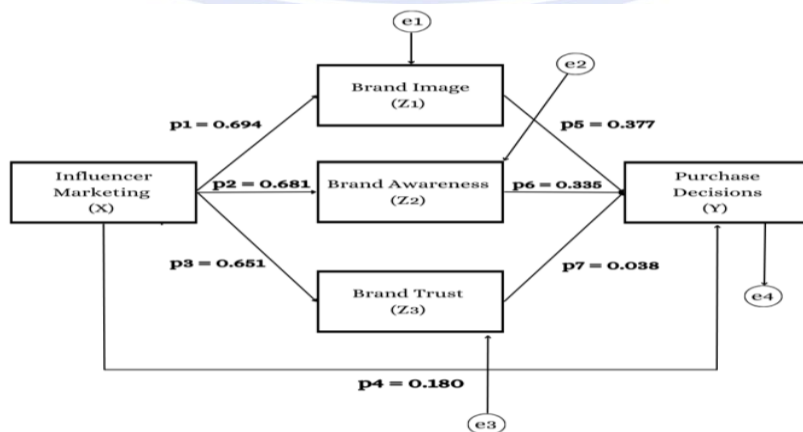 e1
e2
Brand Image
(Z1)
p1 = 0.694
p5 = 0.377
Influencer
Marketing
(X)
p2 = 0.681
Brand Awareness
(Z2)
p6 = 0.335
Purchase
Decisions
(Y)
p3 = 0.651
Brand Trust
(Z3)
p7 = 0.038
e4
p4 = 0.180
e3